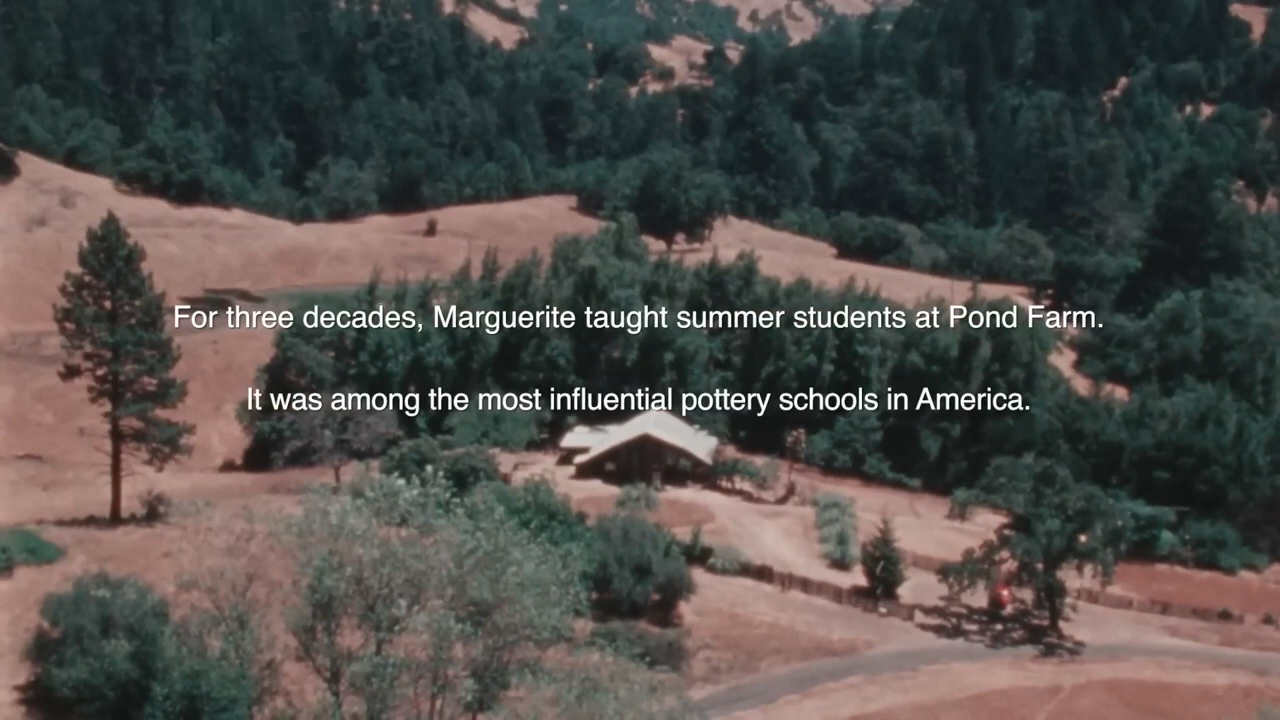 For three decades, Marguerite taught summer students at Pond Farm.
It was among the most influential pottery schools in America.